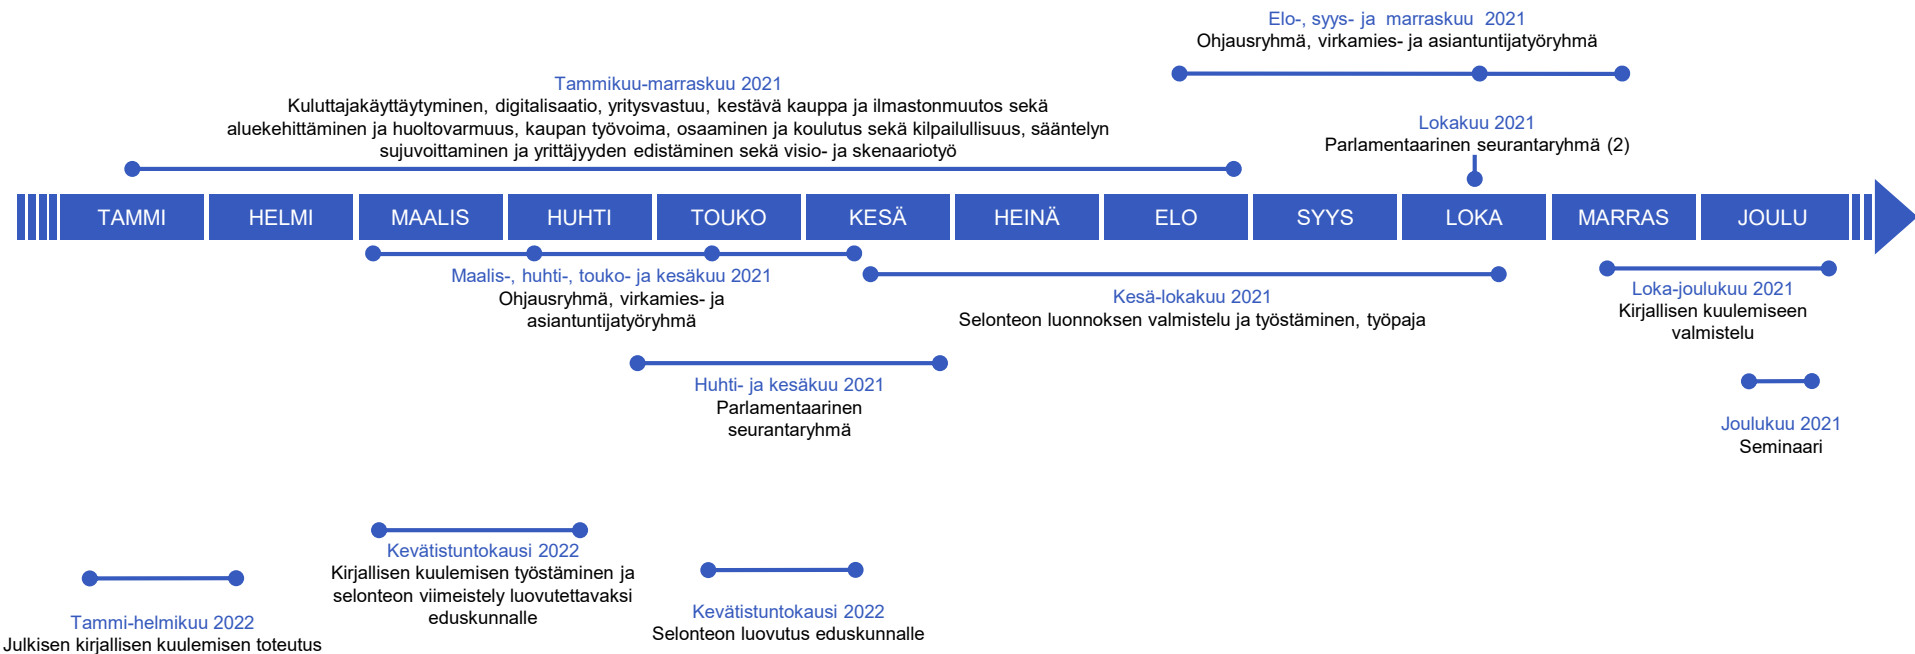 Elo-, syys- ja marraskuu 2021
Ohjausryhmä, virkamies- ja asiantuntijatyöryhmä
Tammikuu-marraskuu 2021
Kuluttajakäyttäytyminen, digitalisaatio, yritysvastuu, kestävä kauppa ja ilmastonmuutos sekä
aluekehittäminen ja huoltovarmuus, kaupan työvoima, osaaminen ja koulutus sekä kilpailullisuus, sääntelyn
sujuvoittaminen ja yrittäjyyden edistäminen sekä visio- ja skenaariotyö
Lokakuu 2021
Parlamentaarinen seurantaryhmä (2)
TAMMI HELMI MAALIS HUHTI TOUKO KESÄ HEINÄ ELO SYYS LOKA MARRAS JOULU
Maalis-, huhti-, touko- ja kesäkuu 2021
Ohjausryhmä, virkamies- ja
asiantuntijatyöryhmä
Kesä-lokakuu 2021
Selonteon luonnoksen valmistelu ja työstäminen, työpaja
Loka-joulukuu 2021
Kirjallisen kuulemiseen
valmistelu
Huhti- ja kesäkuu 2021
Parlamentaarinen
seurantaryhmä
Joulukuu 2021
Seminaari
Tammi-helmikuu 2022
Julkisen kirjallisen kuulemisen toteutus
Kevätistuntokausi 2022
Kirjallisen kuulemisen työstäminen ja
selonteon viimeistely luovutettavaksi
eduskunnalle
Kevätistuntokausi 2022
Selonteon luovutus eduskunnalle